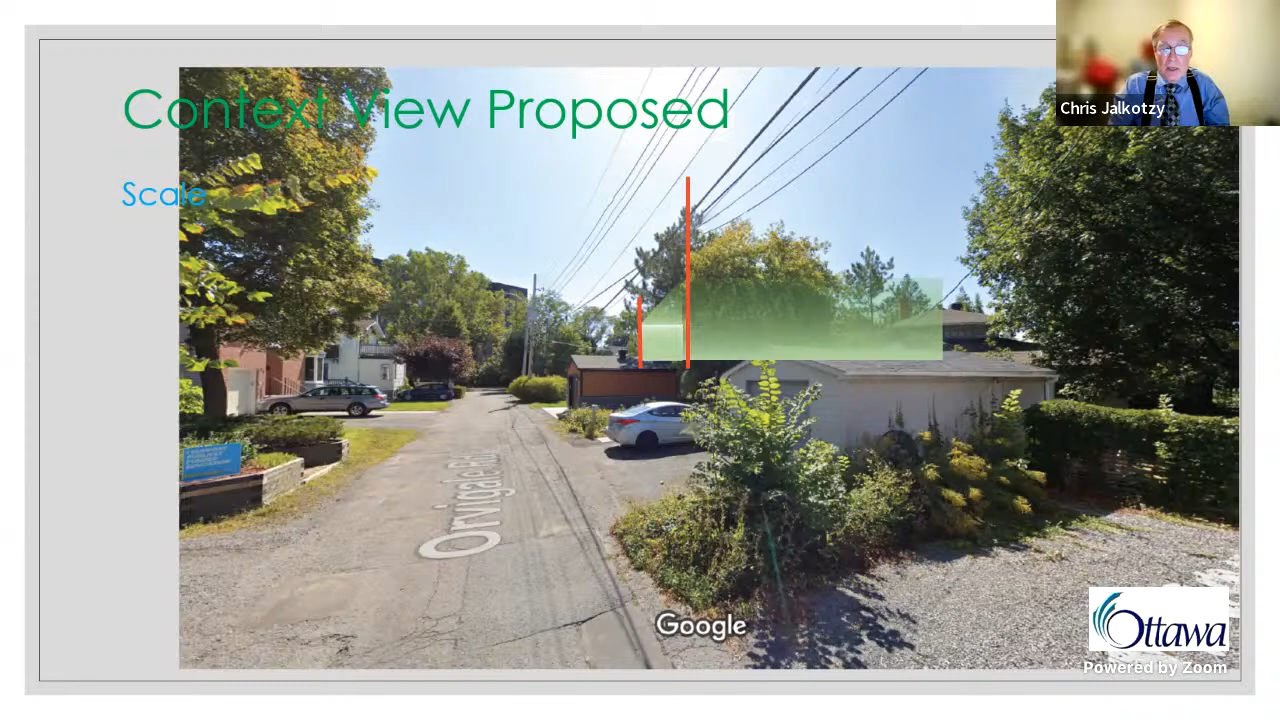 Context View Proposed
Chris Jalkotzy
Scale
Orvigale Rd
Google
Ottawa
Powered by Zoom